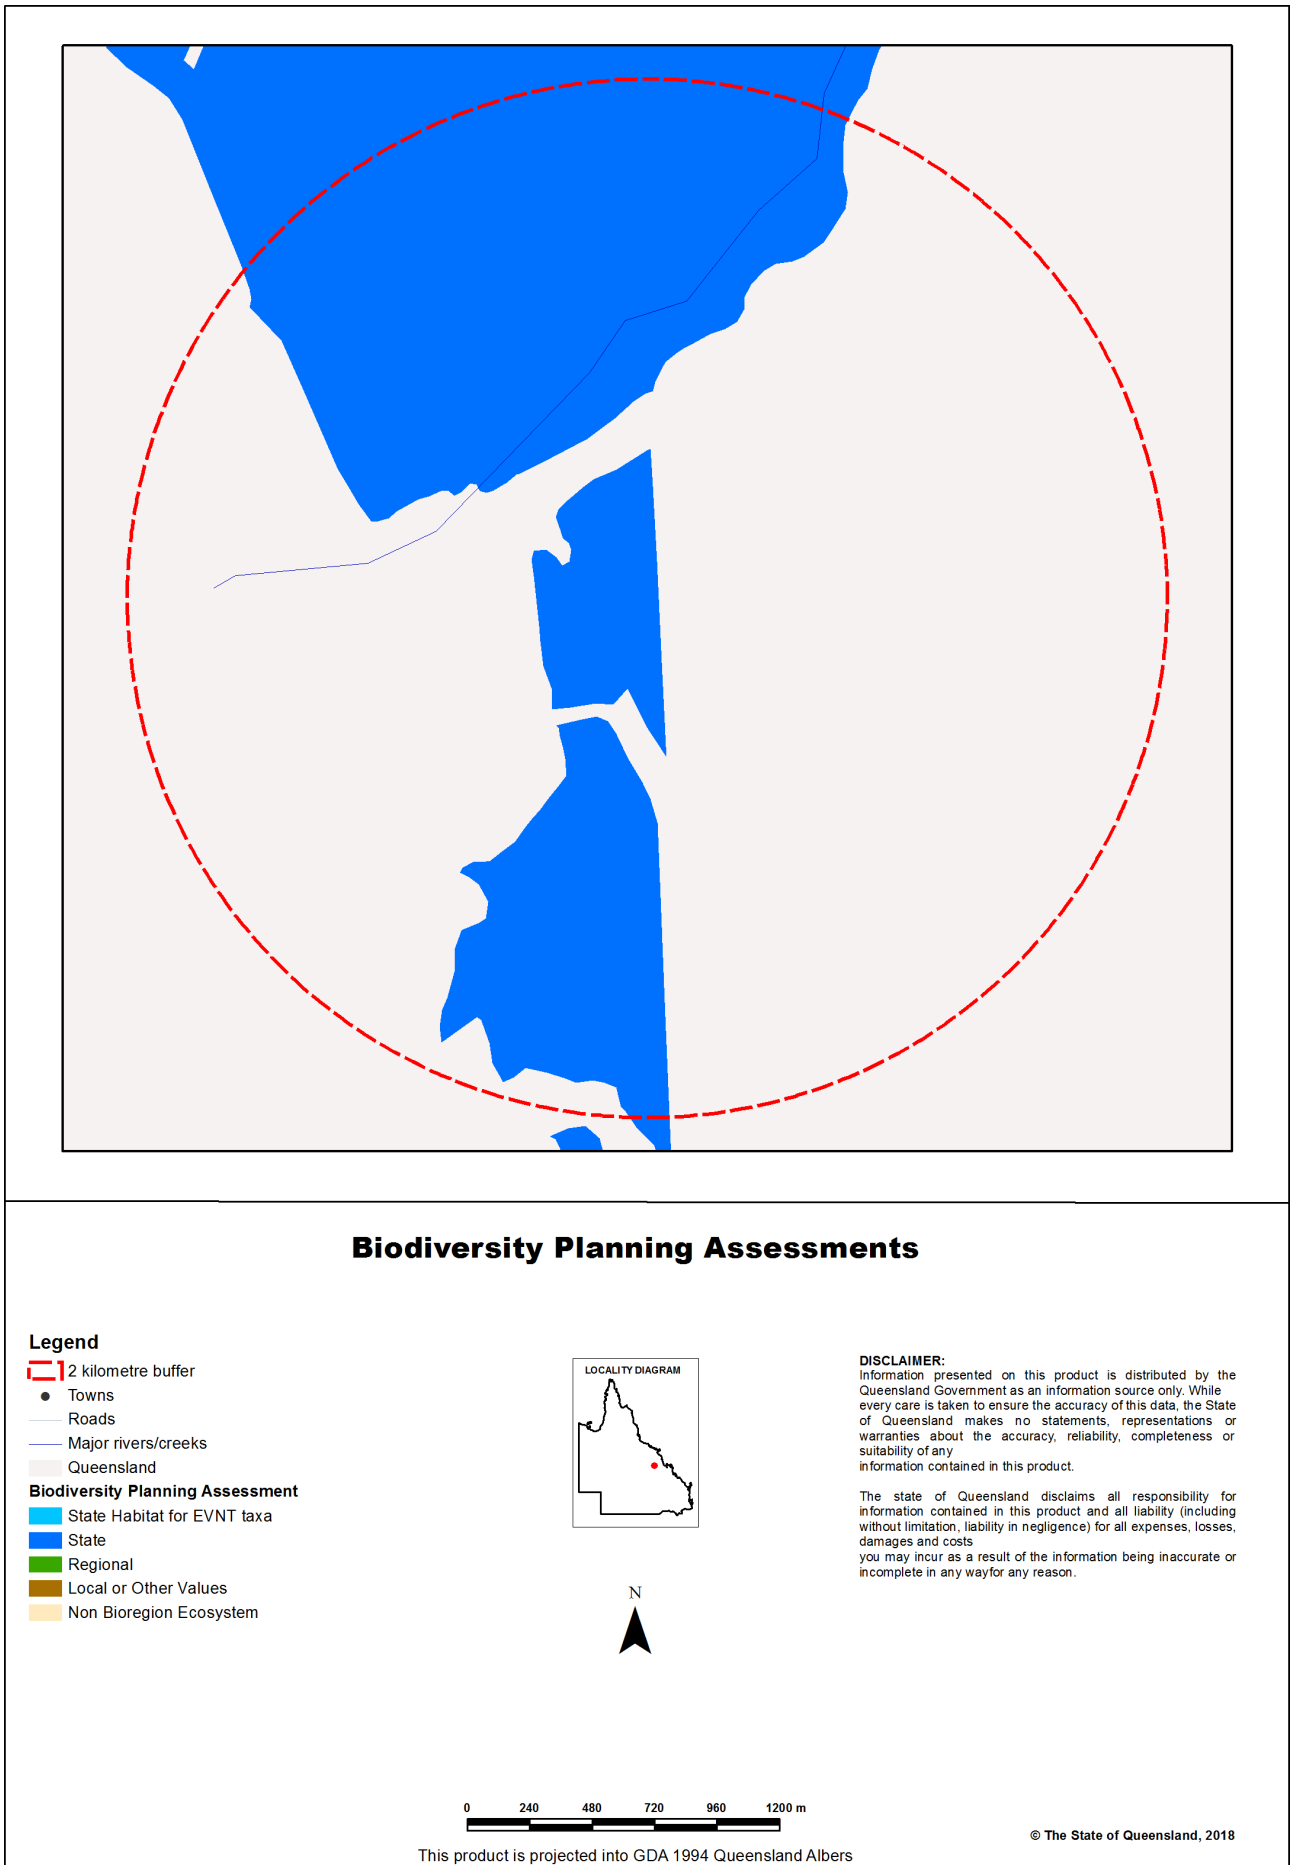 Biodiversity Planning Assessments
Legend
2 kilometre buffer
Towns
Roads
Major rivers/creeks
Queensland
Biodiversity Planning Assessment
State Habitat for EVNT taxa
State
Regional
Local or Other Values
Non Bioregion Ecosystem
LOCALITY DIAGRAM
N
DISCLAIMER:
Information presented on this product is distributed by the
Queensland Government as an information source only. While
every care is taken to ensure the accuracy of this data, the State
of Queensland makes no statements, representations or
warranties about the accuracy, reliability, completeness or
suitability of any
information contained in this product.
The state of Queensland disclaims all responsibility for
information contained in this product and all liability (including
without limitation, liability in negligence) for all expenses, losses,
damages and costs
you may incur as a result of the information being inaccurate or
incomplete in any wayfor any reason.
0 240 480 720 960 1200 m
This product is projected into GDA 1994 Queensland Albers
© The State of Queensland, 2018